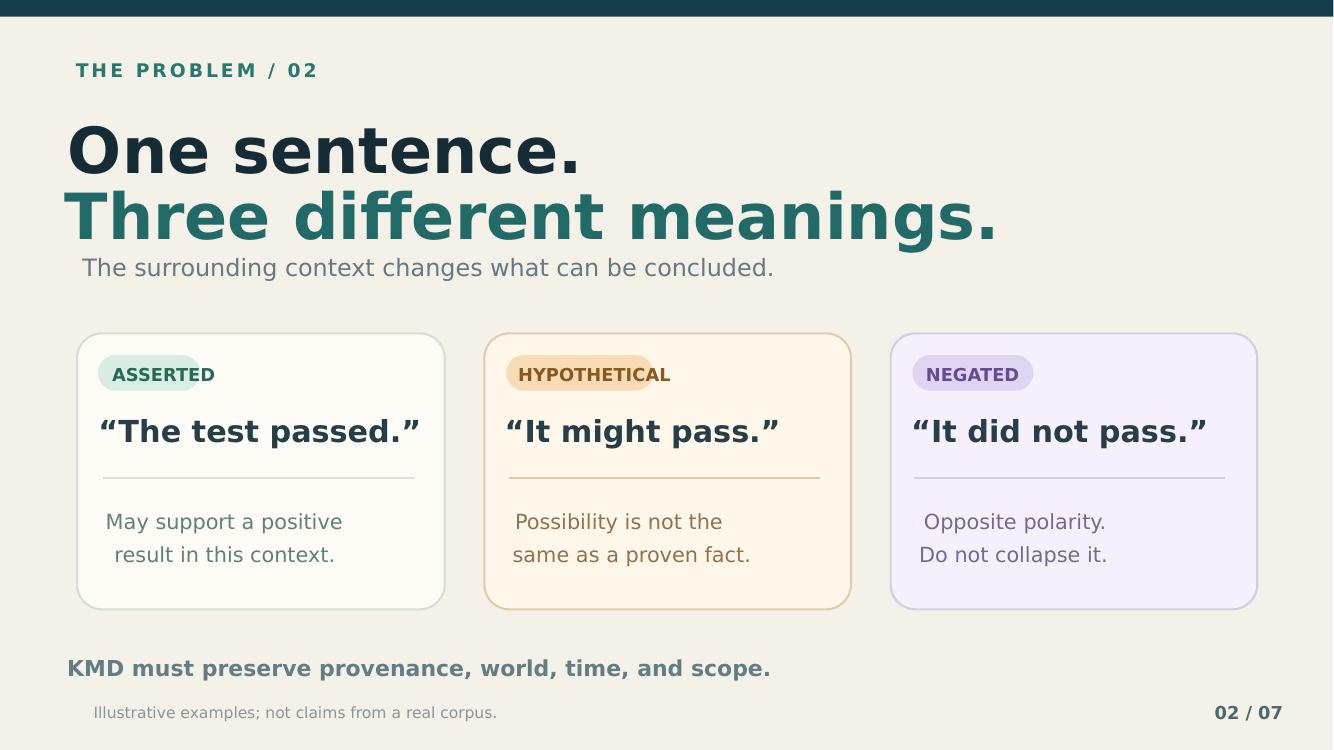 THE PROBLEM / 02
One sentence.
Three different meanings.
The surrounding context changes what can be concluded.
ASSERTED
“The test passed.”
May support a positive
result in this context.
HYPOTHETICAL
“It might pass.”
Possibility is not the
same as a proven fact.
NEGATED
“It did not pass.”
Opposite polarity.
Do not collapse it.
KMD must preserve provenance, world, time, and scope.
Illustrative examples; not claims from a real corpus.
02 / 07